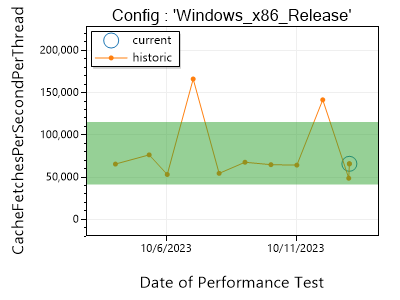 Config : 'Windows_x86_Release'
CacheFetchesPerSecondPerThread
current
historic
200,000
150,000
100,000
50,000
0
10/6/2023
10/11/2023
Date of Performance Test